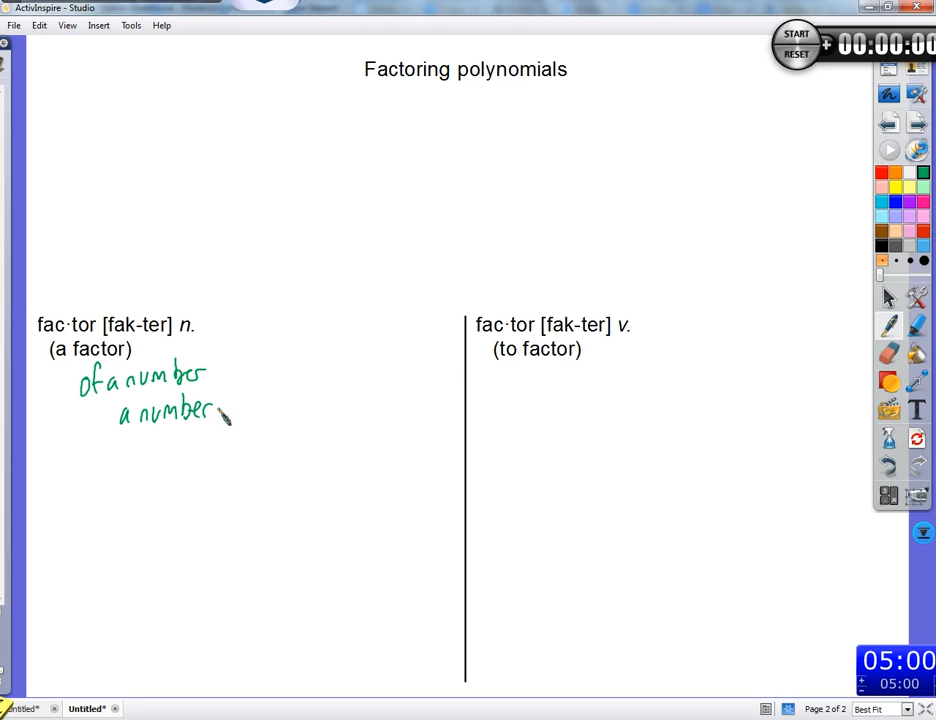 ActivInspire - Studio
File Edit View Insert Tools Help
START
RESET
00:00:00
Factoring polynomials
fac·tor [fak-ter] n.
(a factor)
of a number
a number
fac·tor [fak-ter] v.
(to factor)
05:00
05:00
ntitled* Untitled*
Page 2 of 2 Best Fit